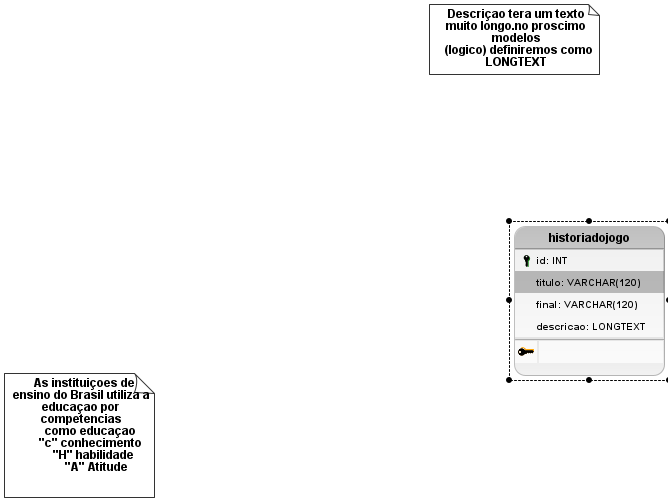 Descriçao tera um texto
muito longo.no proscimo
modelos
(logico) definiremos como
LONGTEXT
historiadojogo
id: INT
titulo: VARCHAR(120)
final: VARCHAR(120)
descricao: LONGTEXT
As instituiçoes de
ensino do Brasil utiliza a
educaçao por
competencias
como educaçao
"c" conhecimento
"H" habilidade
"A" Atitude